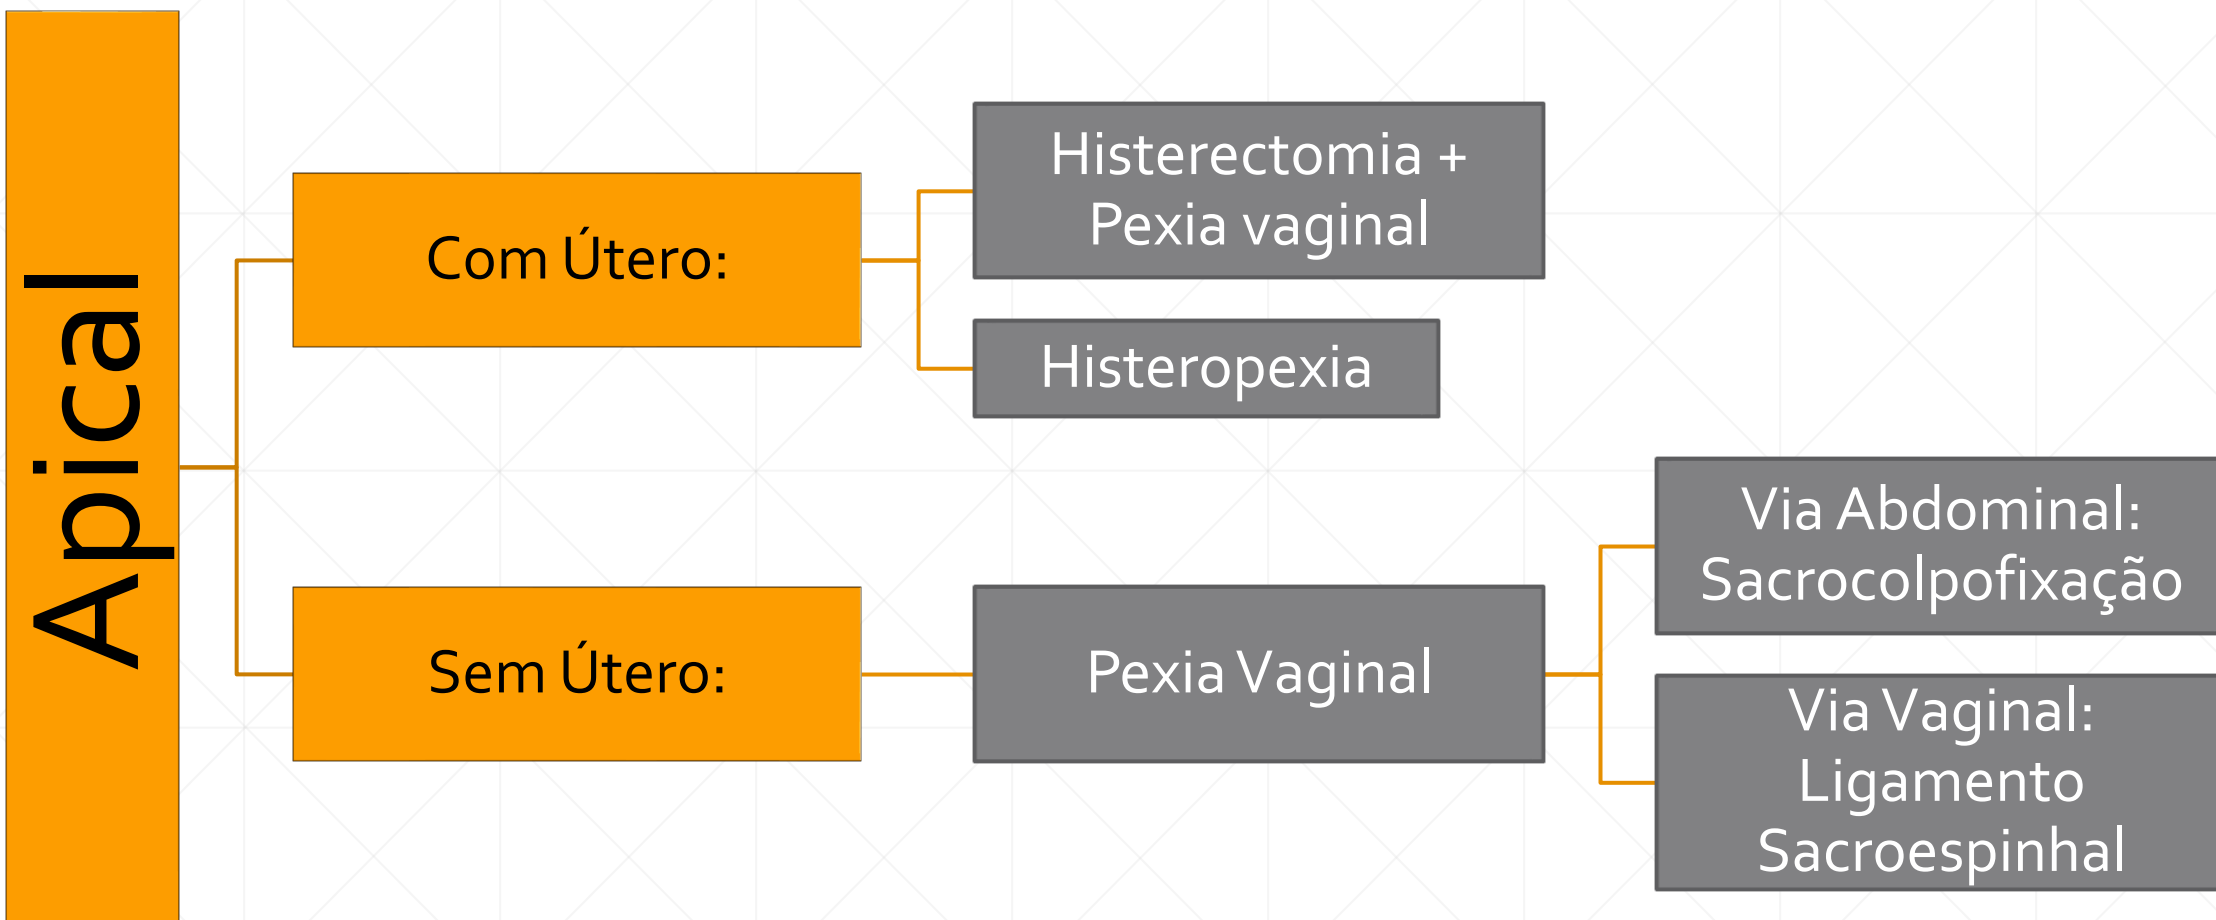 Apical
Com Útero:
Histerectomia +
Pexia vaginal
Histeropexia
Sem Útero:
Pexia Vaginal
Via Abdominal:
Sacrocolpofixação
Via Vaginal:
Ligamento
Sacroespinhal